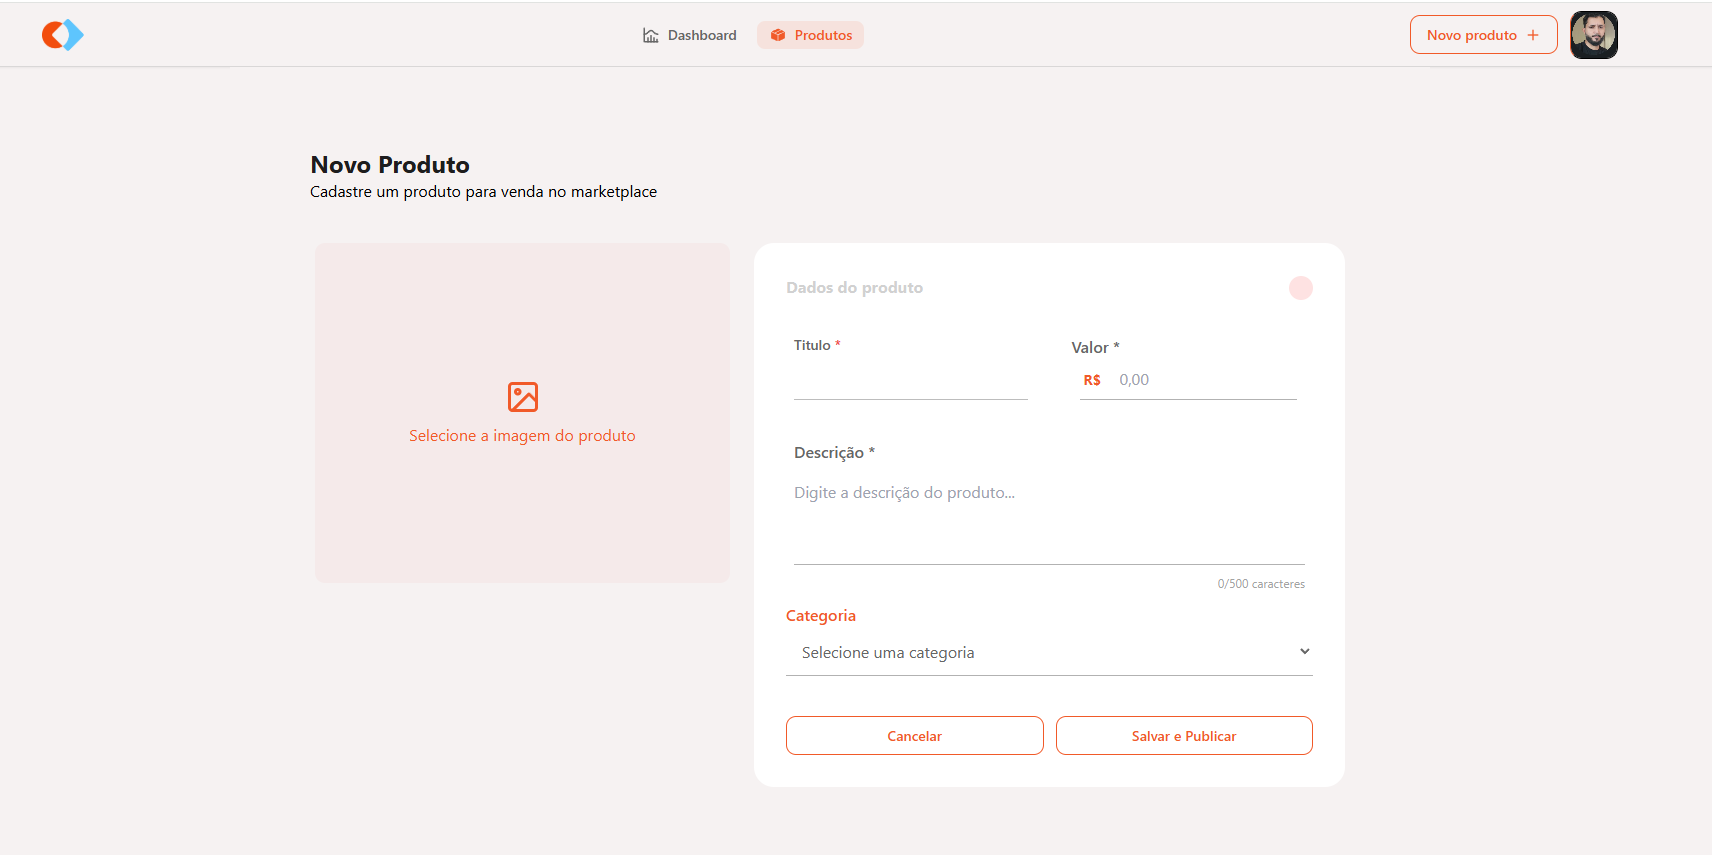 Dashboard
Produtos
Novo produto +
Novo Produto
Cadastre um produto para venda no marketplace
Selecione a imagem do produto
Dados do produto
Titulo *
Valor *
R$ 0,00
Descrição *
Digite a descrição do produto...
0/500 caracteres
Categoria
Selecione uma categoria
Cancelar
Salvar e Publicar